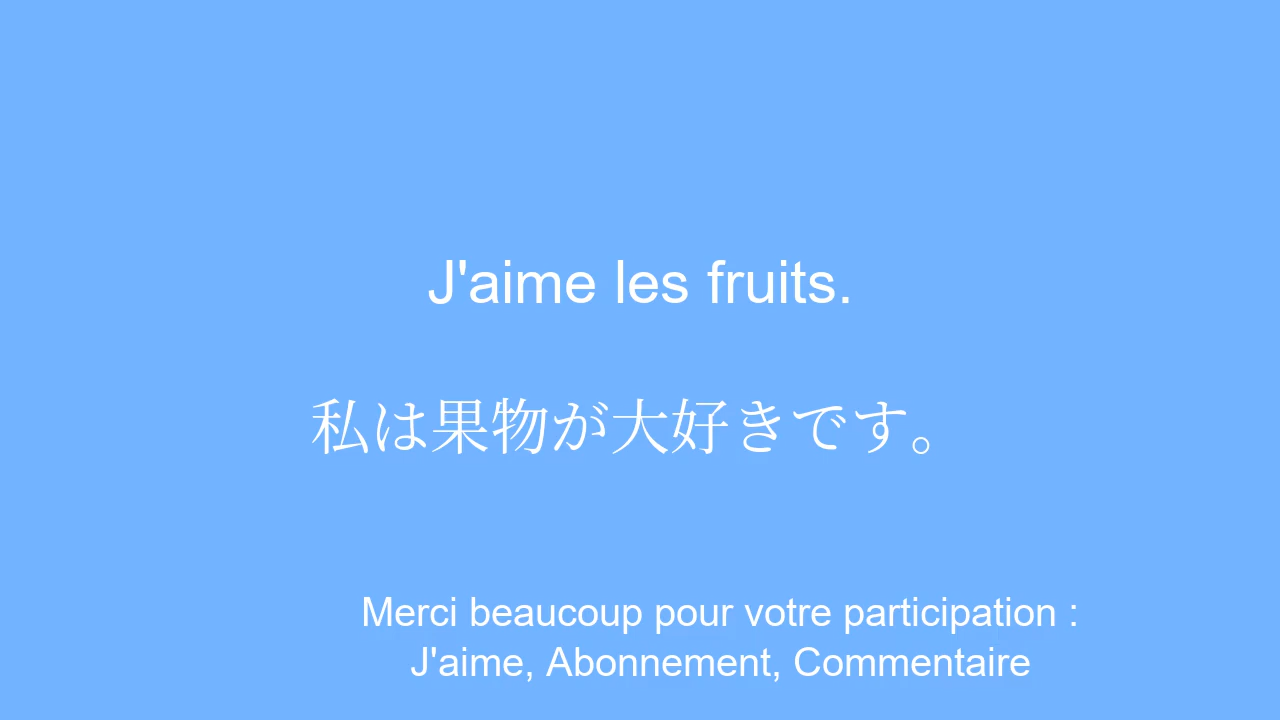 J'aime les fruits.
私は果物が大好きです。
Merci beaucoup pour votre participation :
J'aime, Abonnement, Commentaire